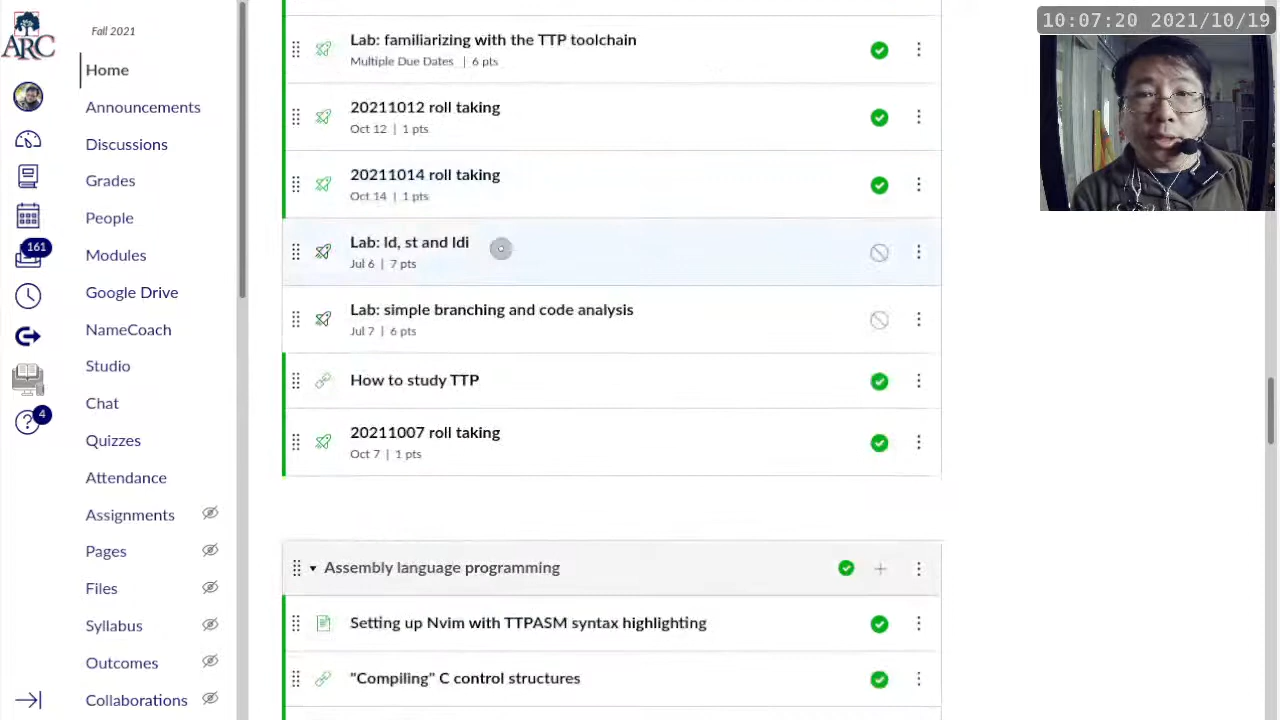 10:07:20 2021/10/19
ARC
Fall 2021
Home
Announcements
Discussions
Grades
People
161
Modules
Google Drive
NameCoach
Studio
4
Chat
Quizzes
Attendance
Assignments
Pages
Files
Syllabus
Outcomes
Collaborations
Lab: familiarizing with the TTP toolchain
Multiple Due Dates | 6 pts
20211012 roll taking
Oct 12 | 1 pts
20211014 roll taking
Oct 14 | 1 pts
Lab: ld, st and ldi
Jul 6 | 7 pts
Lab: simple branching and code analysis
Jul 7 | 6 pts
How to study TTP
20211007 roll taking
Oct 7 | 1 pts
Assembly language programming
Setting up Nvim with TTPASM syntax highlighting
"Compiling" C control structures